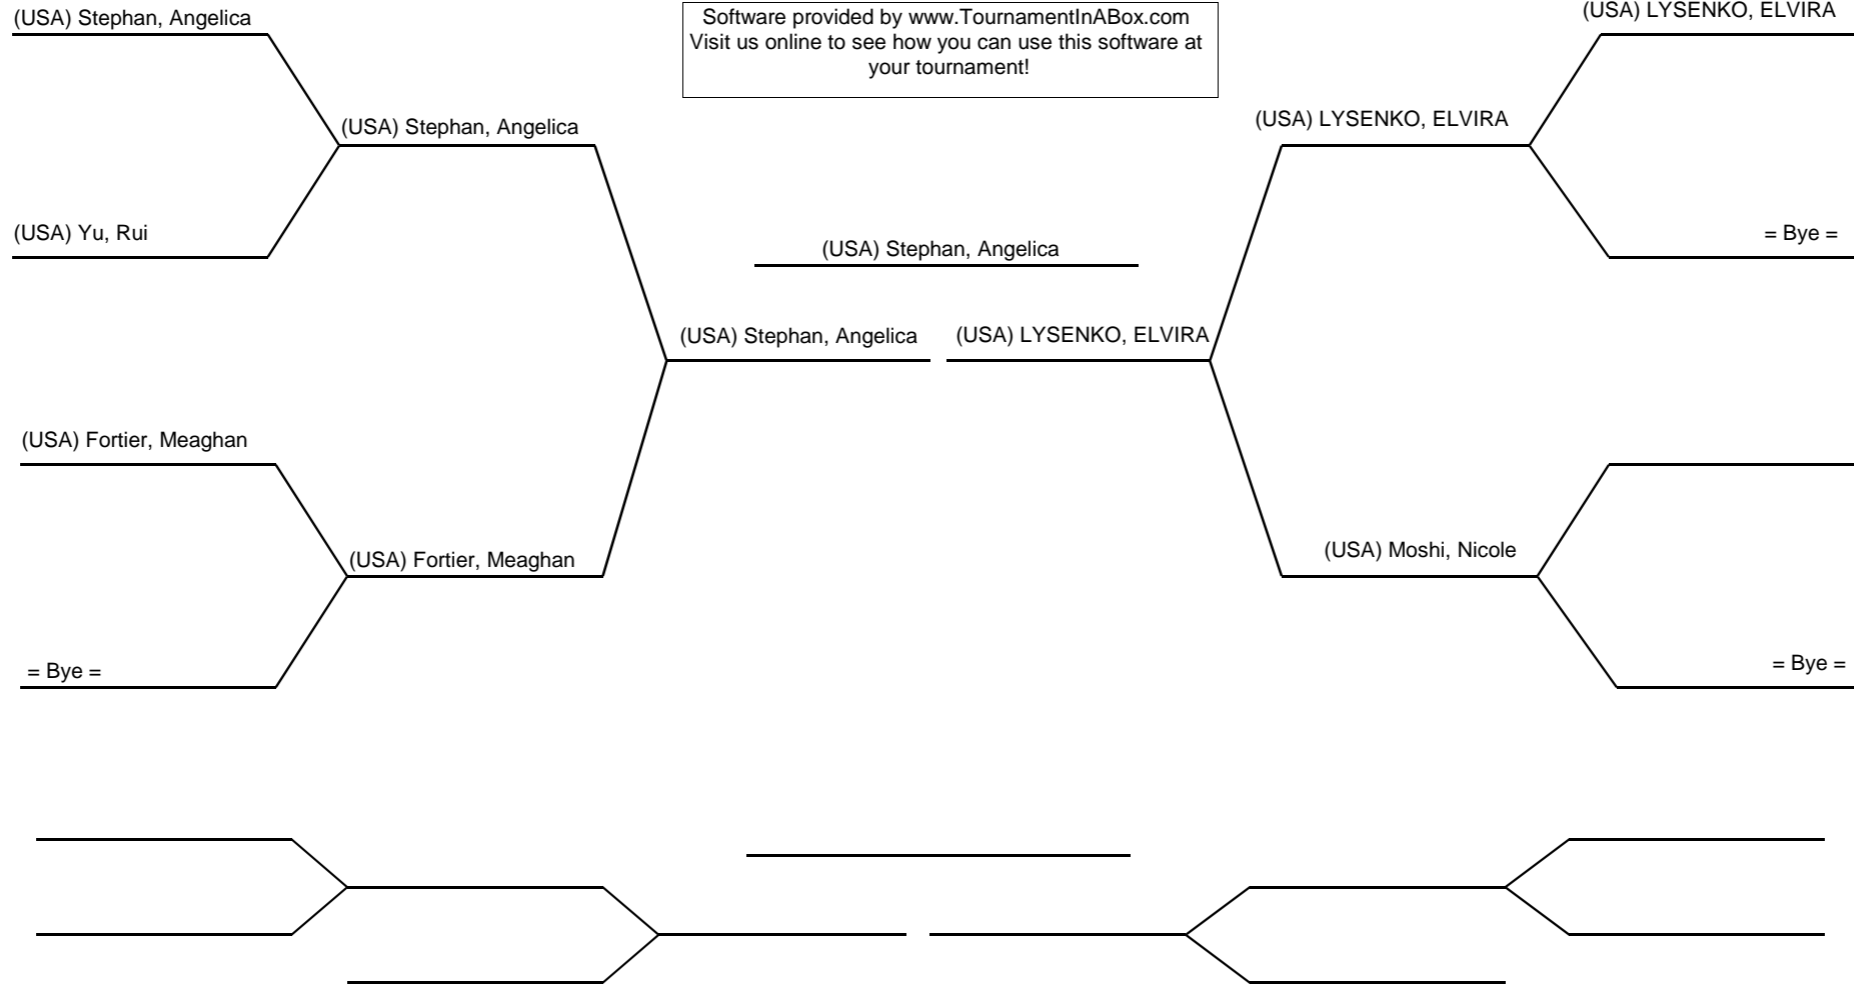 (USA) Stephan, Angelica
Software provided by www.TournamentInABox.com
Visit us online to see how you can use this software at
your tournament!
(USA) LYSENKO, ELVIRA
(USA) Stephan, Angelica
(USA) LYSENKO, ELVIRA
(USA) Yu, Rui
(USA) Stephan, Angelica
= Bye =
(USA) Stephan, Angelica
(USA) LYSENKO, ELVIRA
(USA) Fortier, Meaghan
(USA) Fortier, Meaghan
(USA) Moshi, Nicole
= Bye =
= Bye =